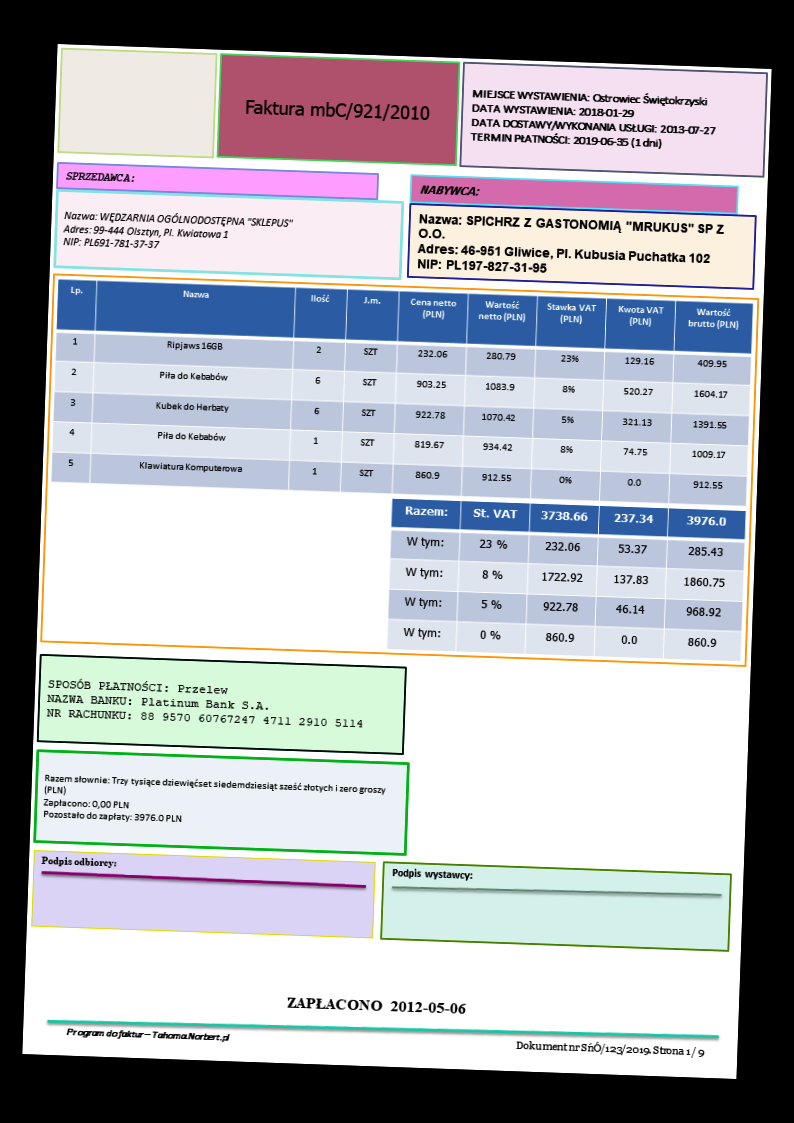 Faktura mbC/921/2010
MIEJSCE WYSTAWIENIA: Ostrowiec Świętokrzyski
DATA WYSTAWIENIA: 2018-01-29
DATA DOSTAWY/WYKONANIA USŁUGI: 2013-07-27
TERMIN PŁATNOŚCI: 2019-06-35 (1 dni)
SPRZEDAWCA:
Nazwa: WĘDZARNIA OGÓLNODOSTĘPNA "SKLEPUS"
Adres: 99-444 Olsztyn, Pl. Kwiatowa 1
NIP: PL691-781-37-37
NABYWCA:
Nazwa: SPICHRZ Z GASTONOMIĄ "MRUKUS" SP Z
O.O.
Adres: 46-951 Gliwice, Pl. Kubusia Puchatka 102
NIP: PL197-827-31-95
Lp. Nazwa Ilość J.m. Cena netto (PLN) Wartość netto (PLN) Stawka VAT (PLN) Kwota VAT (PLN) Wartość brutto (PLN)
1 Ripjaws 16GB 2 SZT 232.06 280.79 23% 129.16 409.95
2 Piła do Kebabów 6 SZT 903.25 1083.9 8% 520.27 1604.17
3 Kubek do Herbaty 6 SZT 922.78 1070.42 5% 321.13 1391.55
4 Piła do Kebabów 1 SZT 819.67 934.42 8% 74.75 1009.17
5 Klawiatura Komputerowa 1 SZT 860.9 912.55 0% 0.0 912.55
Razem: St. VAT 3738.66 237.34 3976.0
W tym: 23 % 232.06 53.37 285.43
W tym: 8 % 1722.92 137.83 1860.75
W tym: 5 % 922.78 46.14 968.92
W tym: 0 % 860.9 0.0 860.9
SPOSÓB PŁATNOŚCI: Przelew
NAZWA BANKU: Platinum Bank S.A.
NR RACHUNKU: 88 9570 60767247 4711 2910 5114
Razem słownie: Trzy tysiące dziewięćset siedemdziesiąt sześć złotych i zero groszy
(PLN)
Zapłacono: 0,00 PLN
Pozostało do zapłaty: 3976.0 PLN
Podpis odbiorcy:
Podpis wystawcy:
ZAPŁACONO 2012-05-06
Program do faktur – Tahoma.Norbert.pl
Dokument nr SńÓ/123/2019. Strona 1 / 9